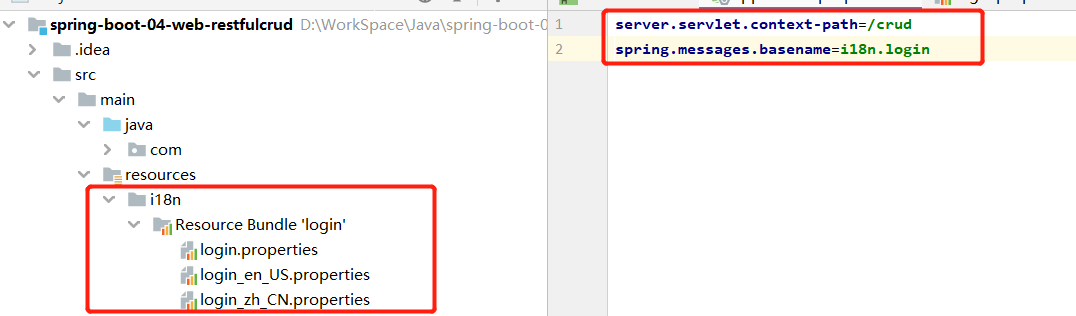 spring-boot-04-web-restfulcrud D:\WorkSpace\Java\spring-boot-0
.idea
src
main
java
com
resources
i18n
Resource Bundle 'login'
login.properties
login_en_US.properties
login_zh_CN.properties
1 server.servlet.context-path=/crud
2 spring.messages.basename=i18n.login